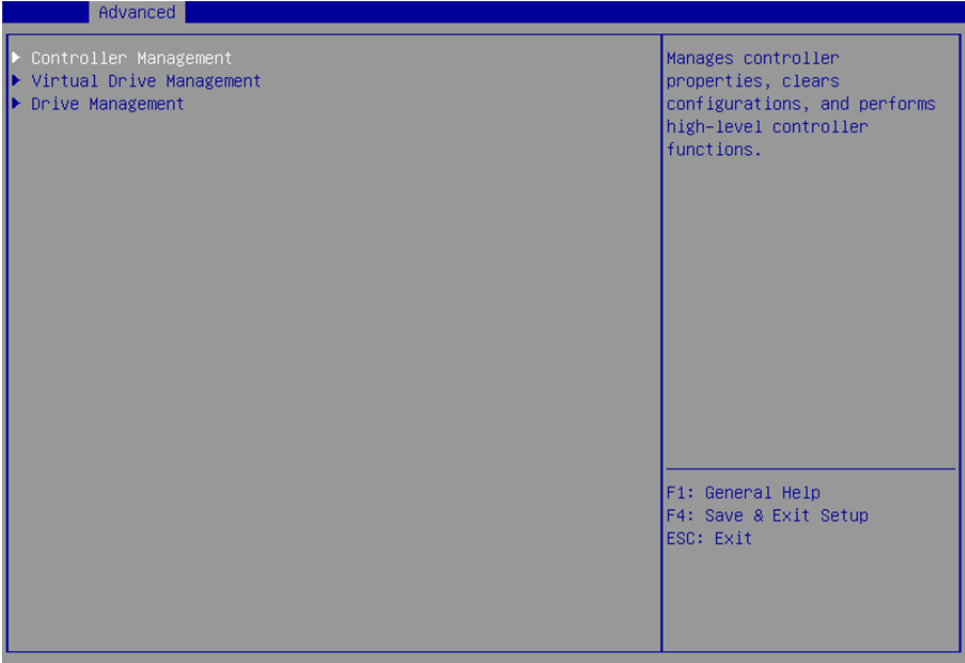 Advanced
Controller Management
Virtual Drive Management
Drive Management
Manages controller
properties, clears
configurations, and performs
high-level controller
functions.
F1: General Help
F4: Save & Exit Setup
ESC: Exit